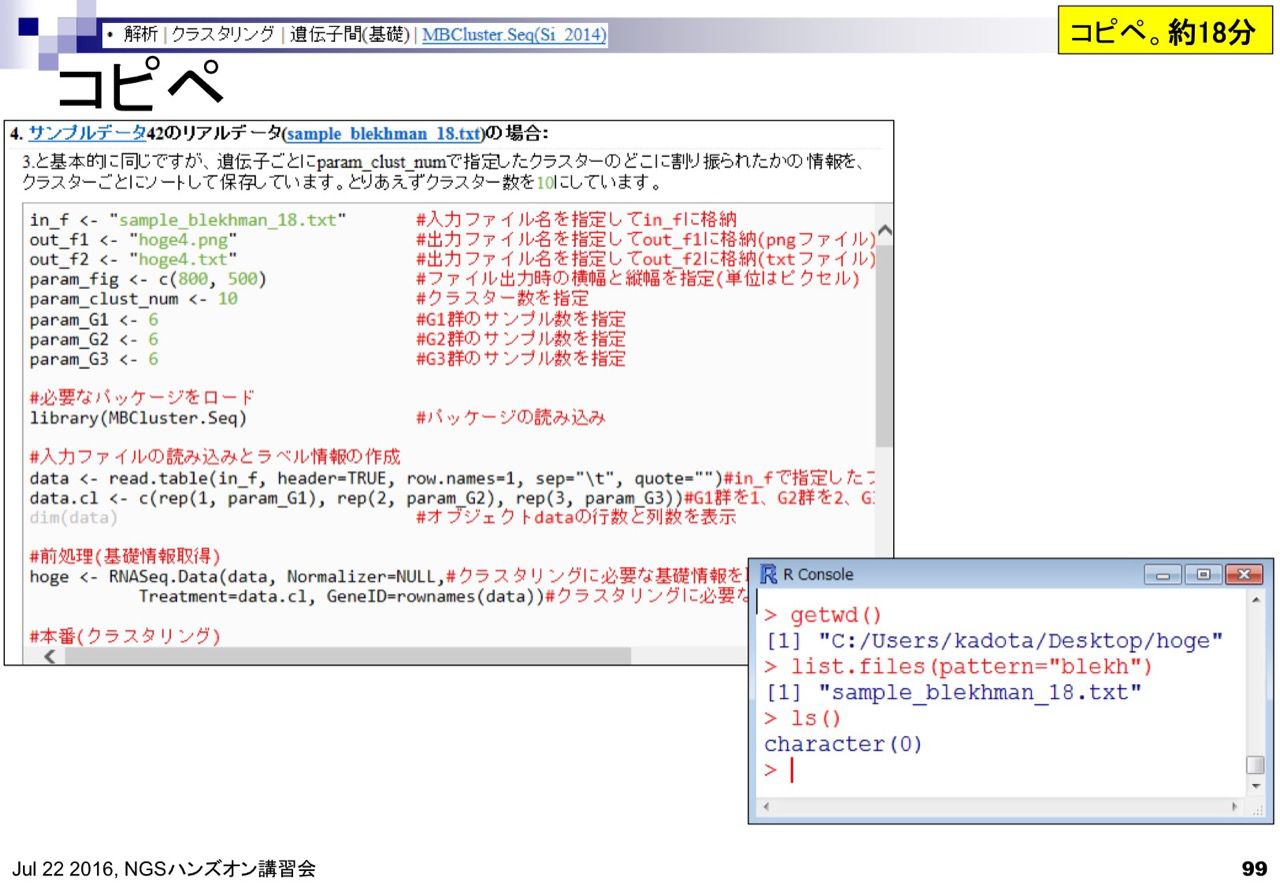 • 解析 | クラスタリング | 遺伝子間(基礎) | MBCluster.Seq(Si_2014)
コピペ。約18分
コピペ
4. サンプルデータ42のリアルデータ(sample_blekhman_18.txt)の場合:
3.と基本的に同じですが、遺伝子ごとにparam_clust_numで指定したクラスターのどこに割り振られたかの情報を、
クラスターごとにソートして保存しています。とりあえずクラスター数を10にしています。
in_f <- "sample_blekhman_18.txt" #入力ファイル名を指定してin_fに格納
out_f1 <- "hoge4.png" #出力ファイル名を指定してout_f1に格納(pngファイル)
out_f2 <- "hoge4.txt" #出力ファイル名を指定してout_f2に格納(txtファイル)
param_fig <- c(800, 500) #ファイル出力時の横幅と縦幅を指定(単位はピクセル)
param_clust_num <- 10 #クラスター数を指定
param_G1 <- 6 #G1群のサンプル数を指定
param_G2 <- 6 #G2群のサンプル数を指定
param_G3 <- 6 #G3群のサンプル数を指定
#必要なパッケージをロード
library(MBCluster.Seq) #パッケージの読み込み
#入力ファイルの読み込みとラベル情報の作成
data <- read.table(in_f, header=TRUE, row.names=1, sep="\t", quote="")#in_fで指定した
data.cl <- c(rep(1, param_G1), rep(2, param_G2), rep(3, param_G3))#G1群を1、G2群を2、G
dim(data) #オブジェクトdataの行数と列数を表示
#前処理(基礎情報取得)
hoge <- RNASeq.Data(data, Normalizer=NULL,#クラスタリングに必要な基礎情報を
Treatment=data.cl, GeneID=rownames(data))#クラスタリングに必要な
#本番(クラスタリング)
R Console
> getwd()
[1] "C:/Users/kadota/Desktop/hoge"
> list.files(pattern="blekh")
[1] "sample_blekhman_18.txt"
> ls()
character(0)
>
Jul 22 2016, NGSハンズオン講習会
99